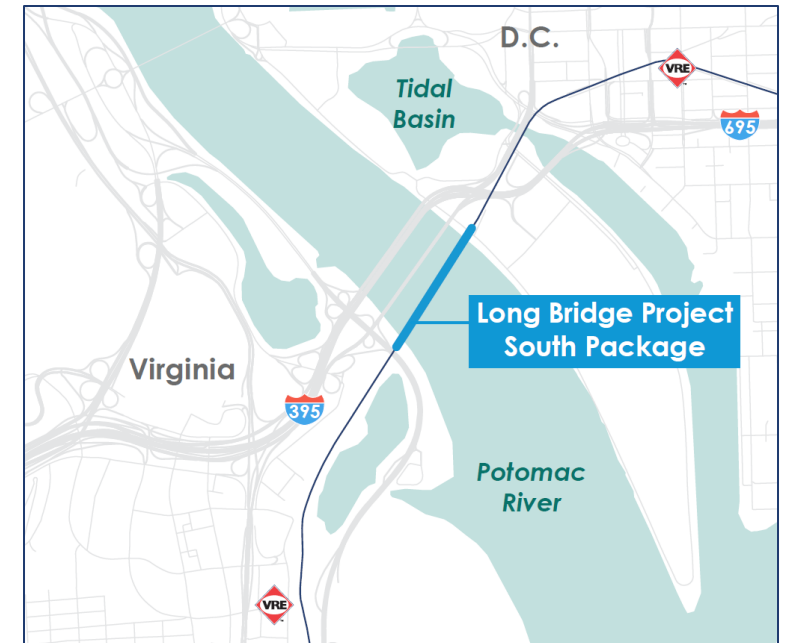 D.C.
VRE
Tidal
Basin
695
Long Bridge Project
South Package
Virginia
395
Potomac
River
VRE